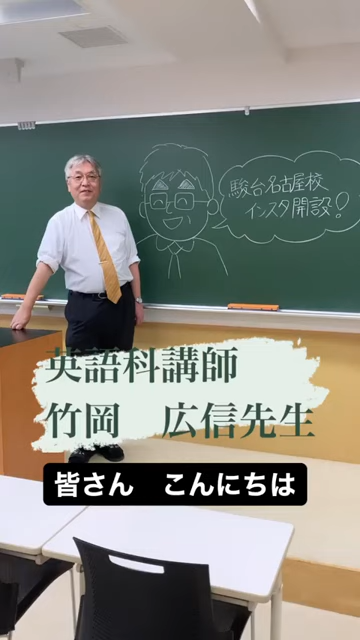 駿台名古屋校
インスタ開設!
英語科講師
竹岡 広信先生
皆さん こんにちは